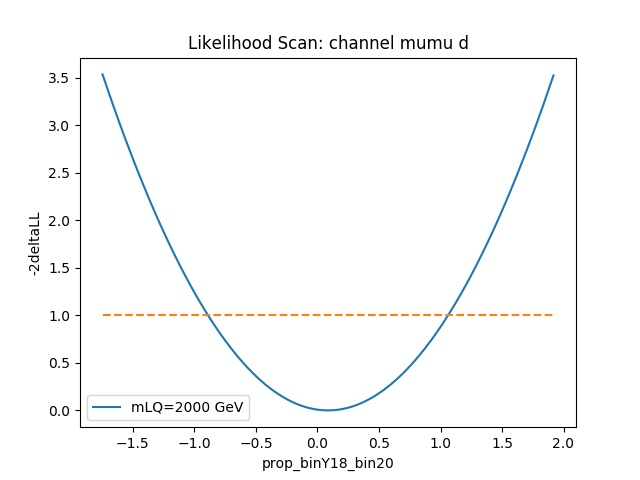 Likelihood Scan: channel mumu d
-2deltaLL
3.5
3.0
2.5
2.0
1.5
1.0
0.5
0.0
mLQ=2000 GeV
−1.5 −1.0 −0.5 0.0 0.5 1.0 1.5 2.0
prop_binY18_bin20